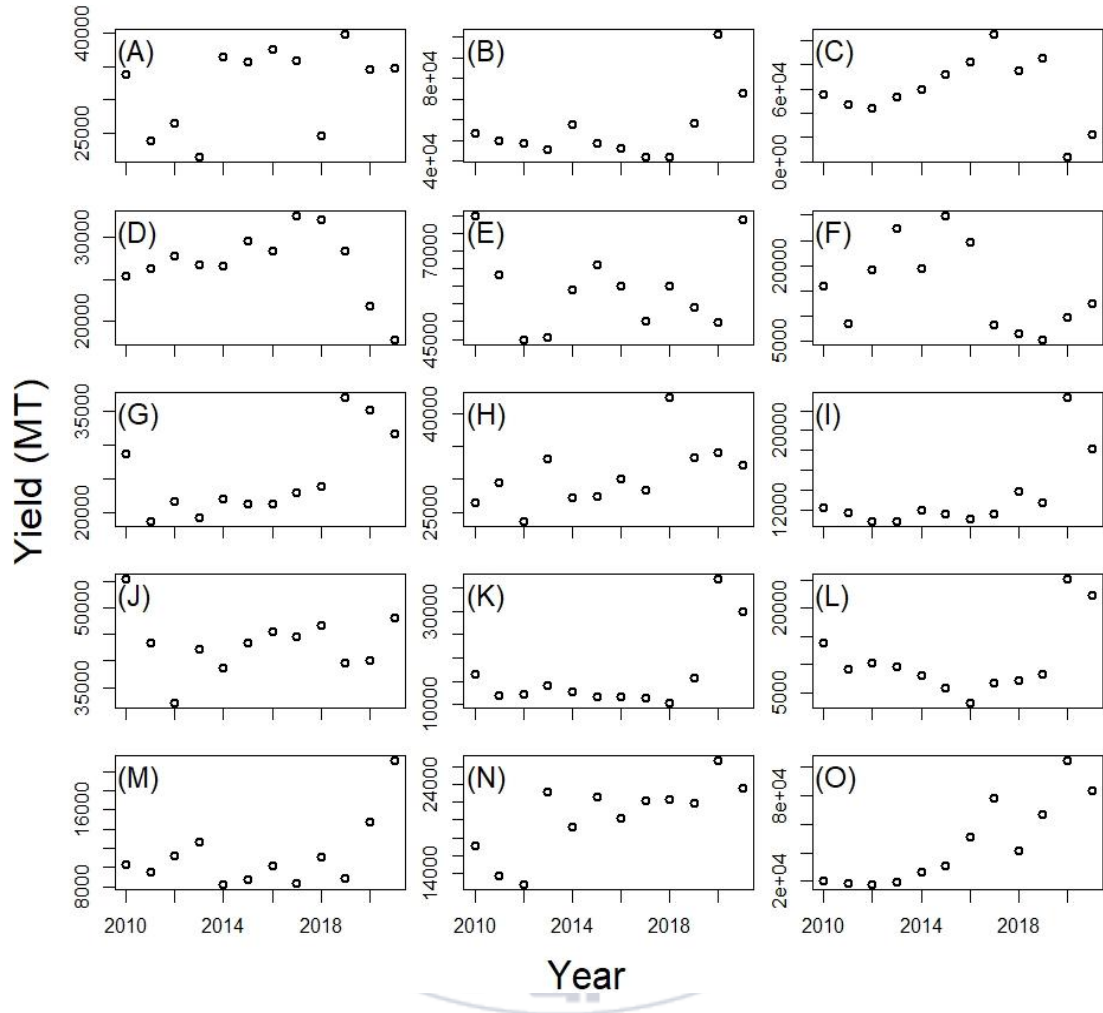 (A) (B) (C)
40000 25000
8e+04 4e+04
6e+04 0e+00
(D) (E) (F)
30000 20000
70000 45000
20000 5000
(G) (H) (I)
35000 20000
40000 25000
20000 12000
(J) (K) (L)
50000 35000
30000 10000
20000 5000
(M) (N) (O)
16000 8000
24000 14000
8e+04 2e+04
2010 2014 2018 2010 2014 2018 2010 2014 2018
Yield (MT)
Year